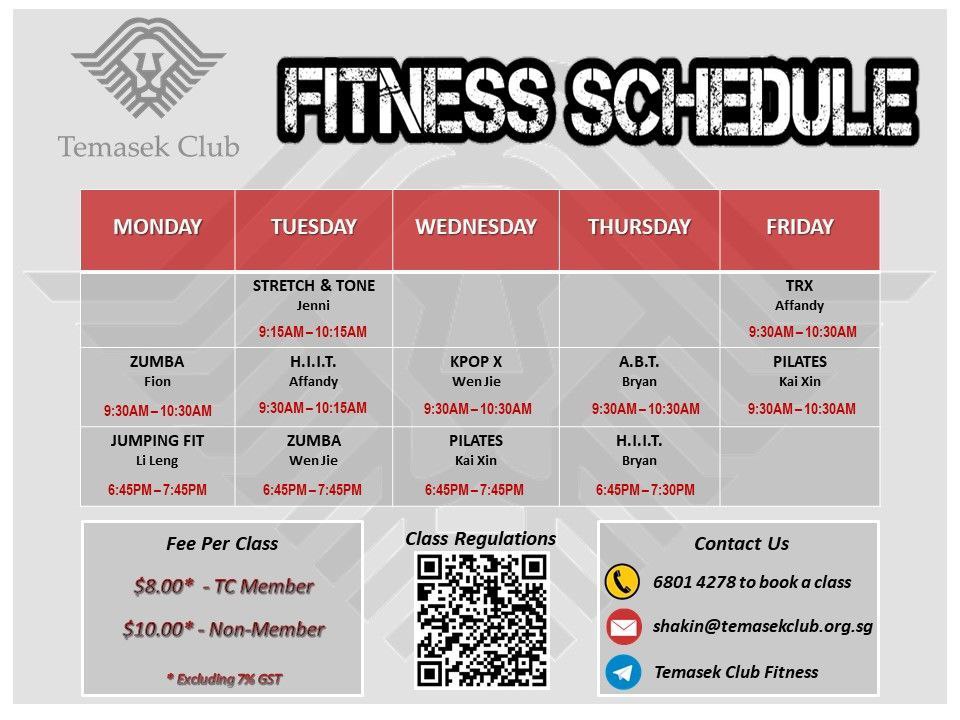 Temasek Club
FITNESS SCHEDULE
MONDAY TUESDAY WEDNESDAY THURSDAY FRIDAY
STRETCH & TONE TRX
Jenni Affandy
9:15AM – 10:15AM 9:30AM – 10:30AM
ZUMBA H.I.I.T. KPOP X A.B.T. PILATES
Fion Affandy Wen Jie Bryan Kai Xin
9:30AM – 10:30AM 9:30AM – 10:15AM 9:30AM – 10:30AM 9:30AM – 10:30AM 9:30AM – 10:30AM
JUMPING FIT ZUMBA PILATES H.I.I.T.
Li Leng Wen Jie Kai Xin Bryan
6:45PM – 7:45PM 6:45PM – 7:45PM 6:45PM – 7:45PM 6:45PM – 7:30PM
Fee Per Class
$8.00* - TC Member
$10.00* - Non-Member
* Excluding 7% GST
Class Regulations
Contact Us
6801 4278 to book a class
shakin@temasekclub.org.sg
Temasek Club Fitness